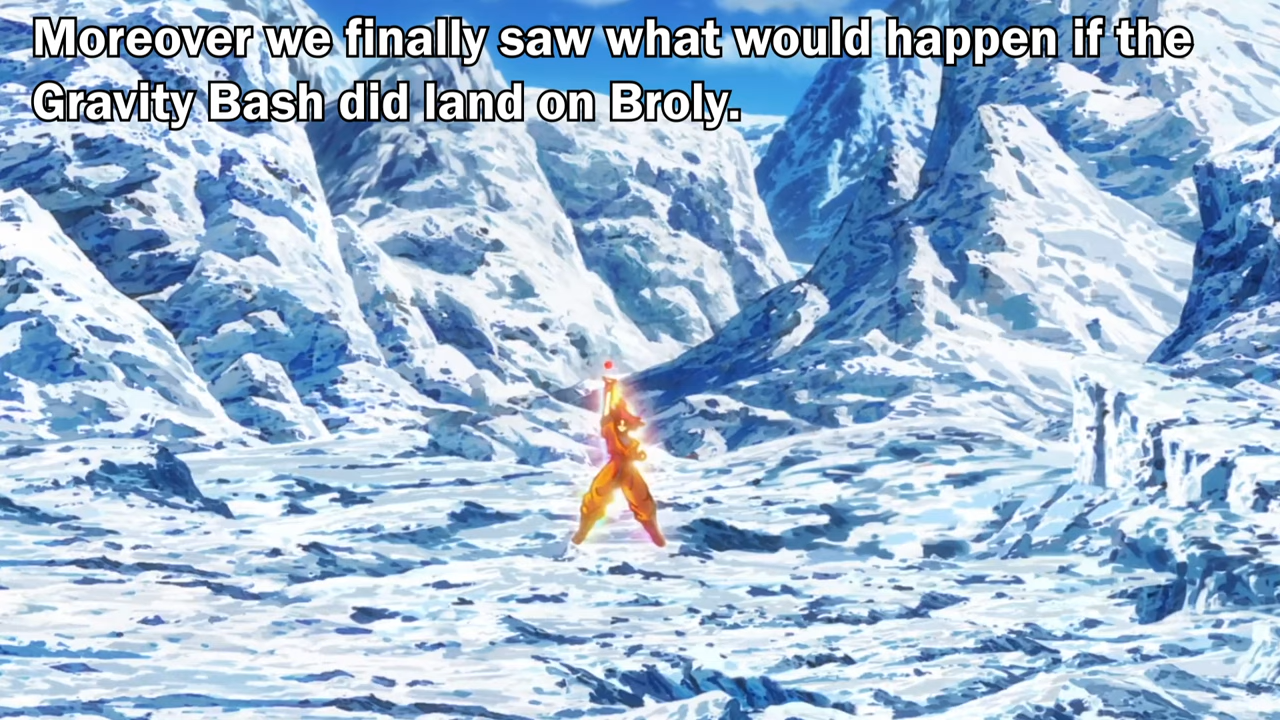 Moreover we finally saw what would happen if the
Gravity Bash did land on Broly.